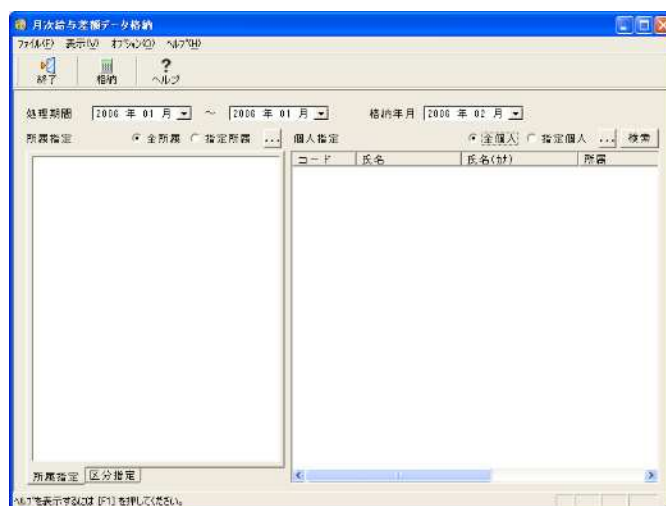 月次給与差額データ格納
ファイル(F) 表示(V) オプション(O) ヘルプ(H)
終了 格納 ? ヘルプ
処理期間 2006 年 01 月 ～ 2006 年 01 月 格納年月 2006 年 02 月
所属指定 全所属 指定所属 ... 個人指定 全個人 指定個人 ... 検索
コード 氏名 氏名(カナ) 所属
所属指定 区分指定
ヘルプを表示するには [F1] を押してください。